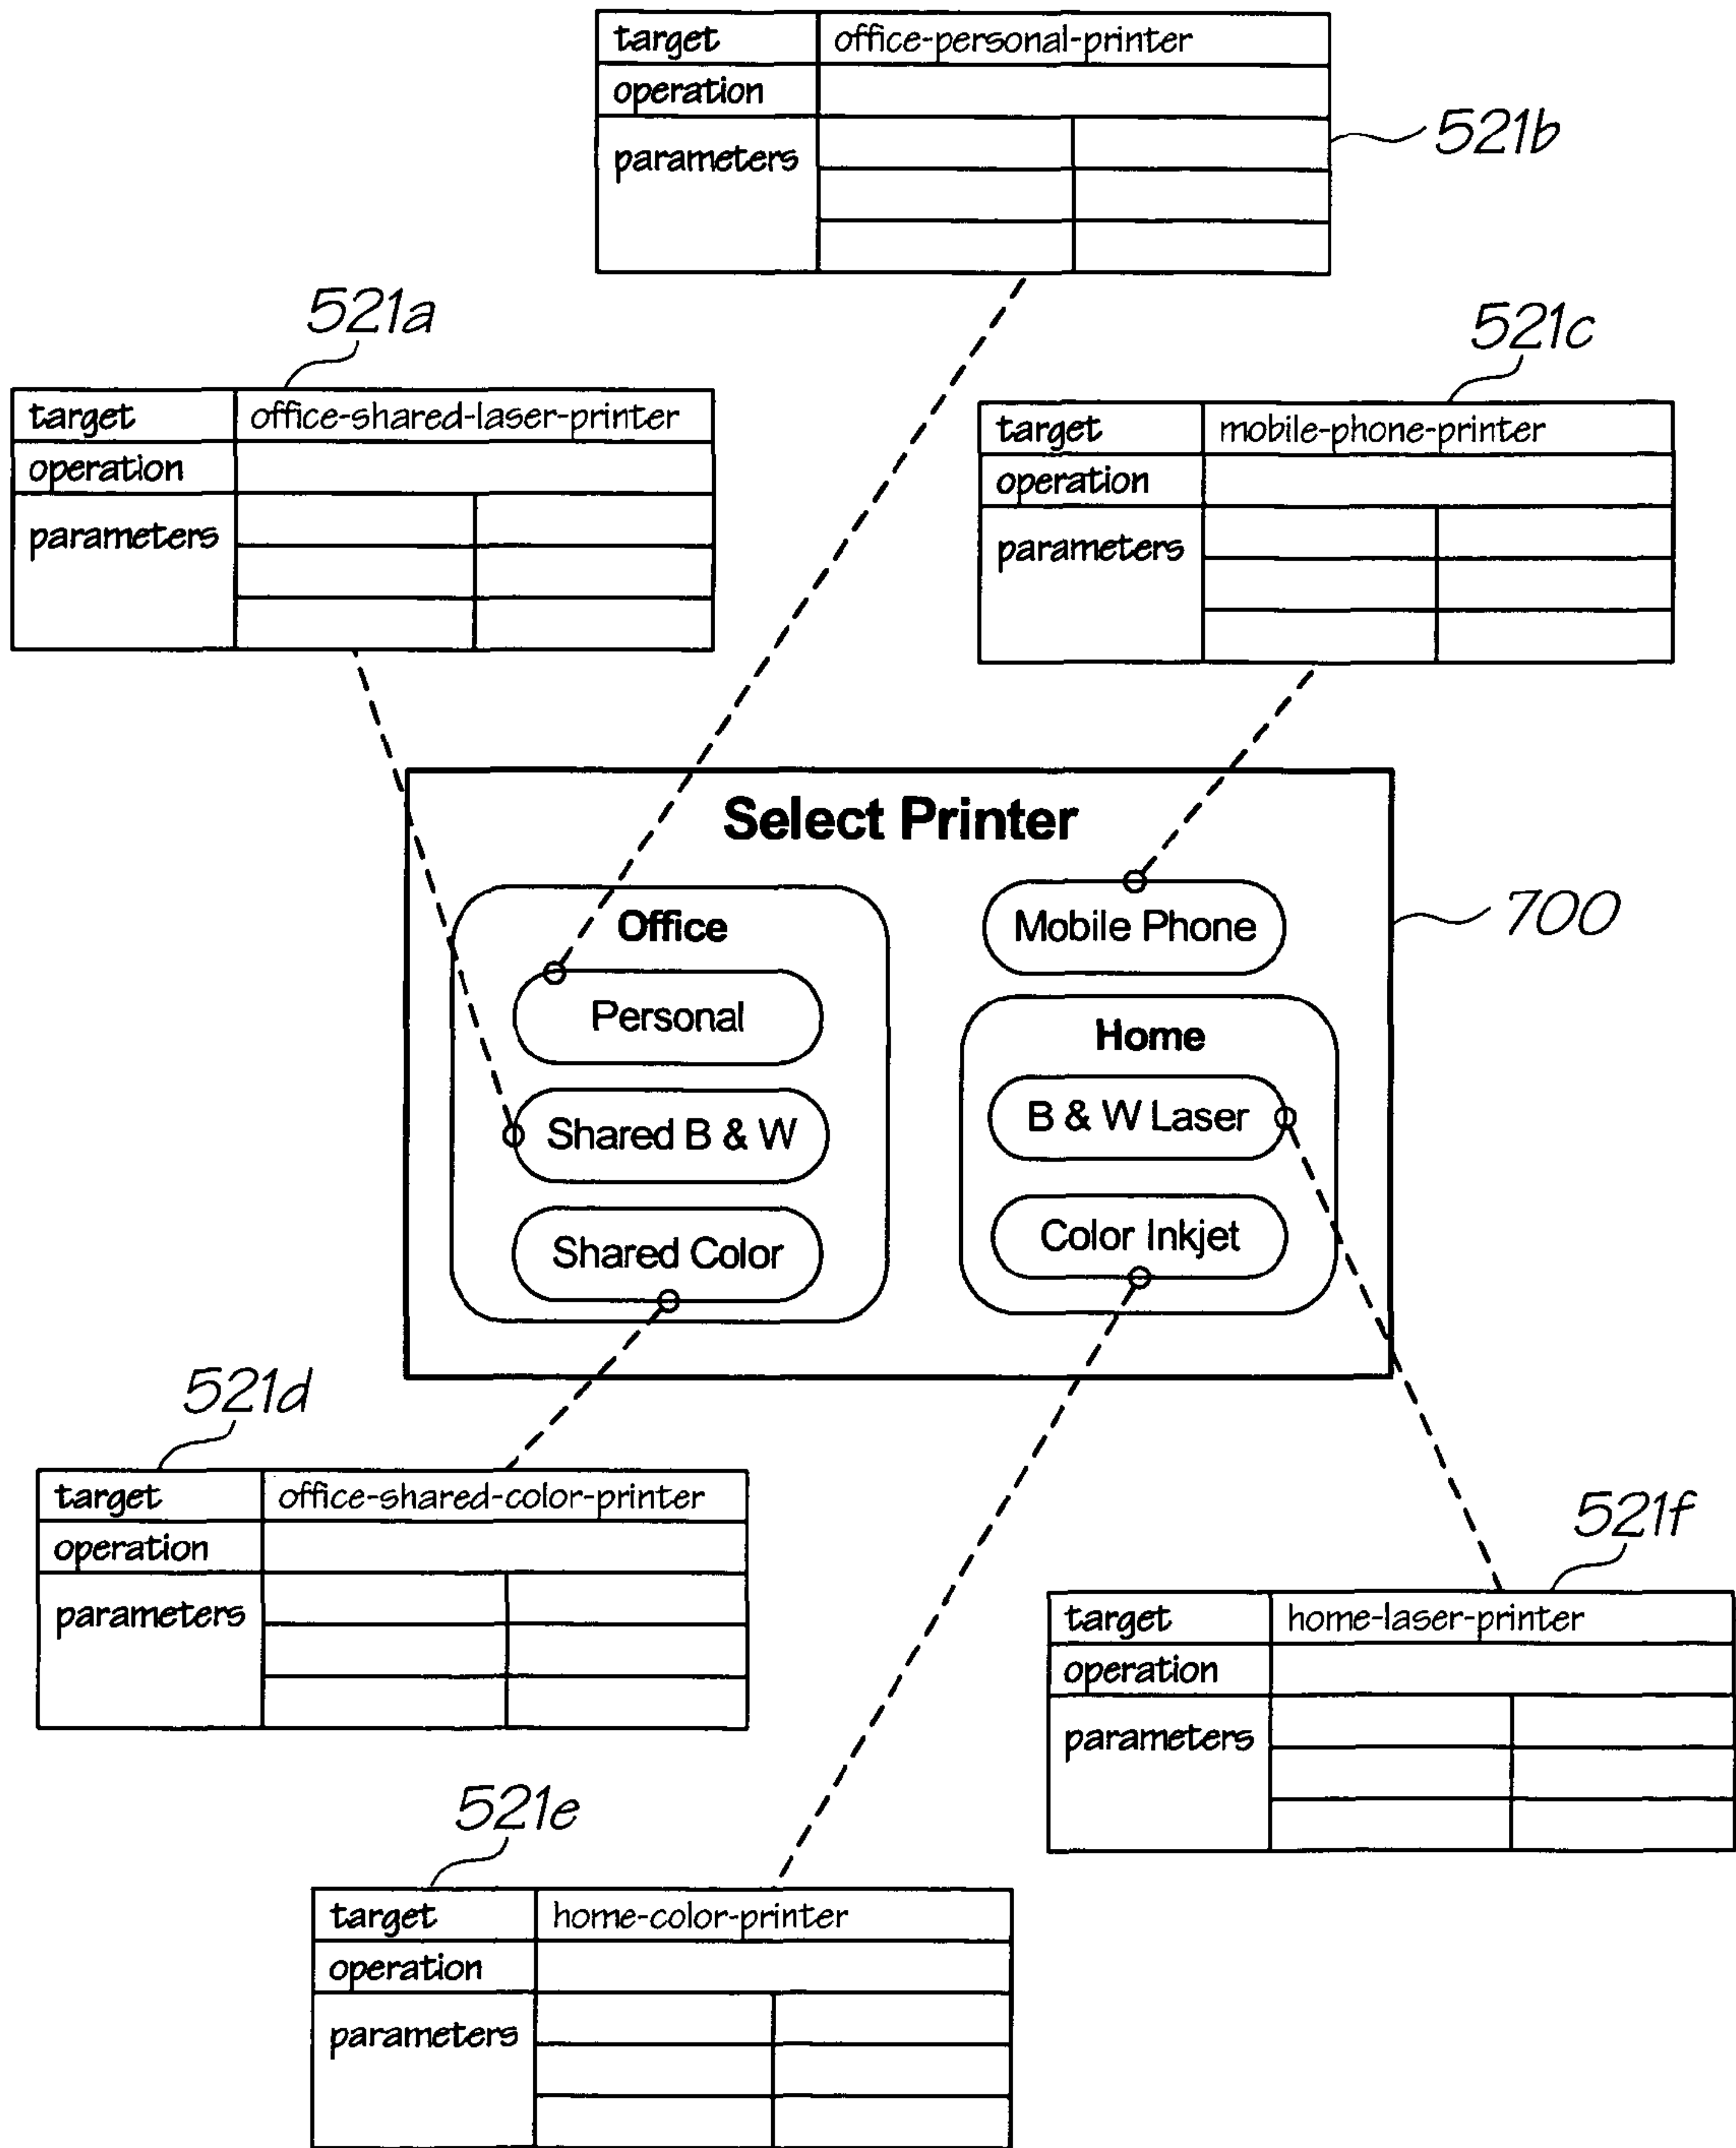 target office-personal-printer
operation
parameters
521b
521a
target office-shared-laser-printer
operation
parameters
521c
target mobile-phone-printer
operation
parameters
Select Printer
Office
Personal
Shared B & W
Shared Color
Mobile Phone
Home
B & W Laser
Color Inkjet
700
521d
target office-shared-color-printer
operation
parameters
521f
target home-laser-printer
operation
parameters
521e
target home-color-printer
operation
parameters